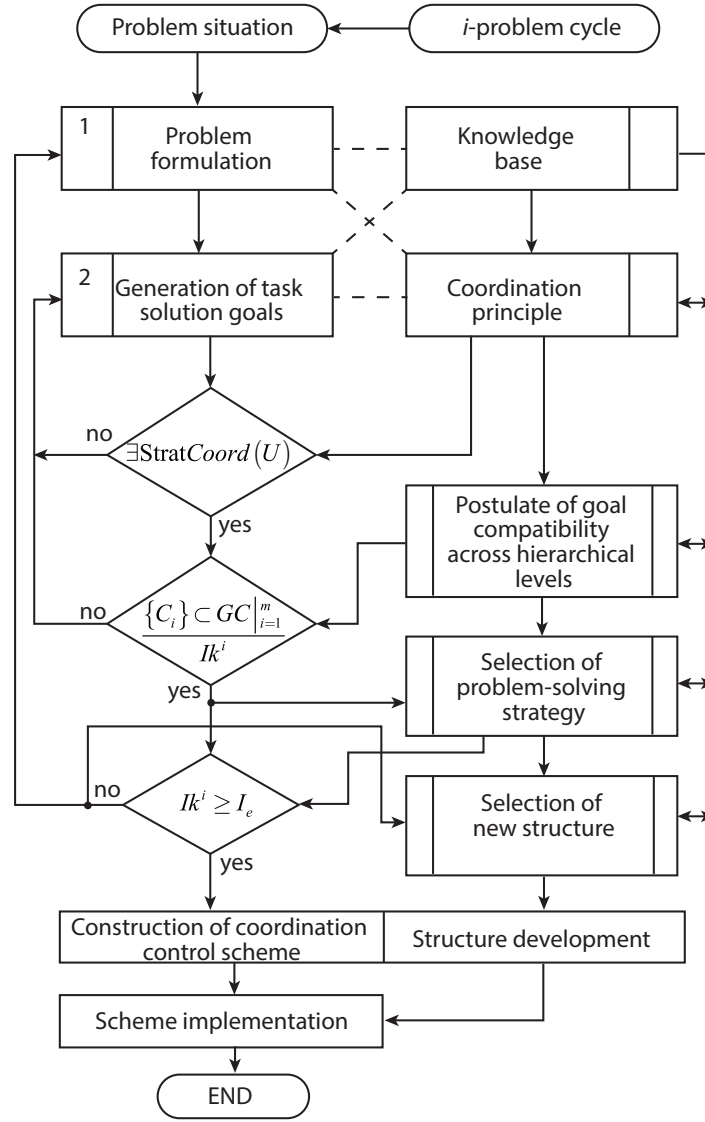 Problem situation
i-problem cycle
1
Problem
formulation
Knowledge
base
2
Generation of task
solution goals
Coordination
principle
no
∃StratCoord (U)
yes
Postulate of goal
compatibility
across hierarchical
levels
no
{C_i} ⊂ GC|_{i=1}^m
Ik^i
yes
Selection of
problem-solving
strategy
no
Ik^i ≥ I_e
yes
Selection of
new structure
Construction of coordination
control scheme
Structure development
Scheme implementation
END